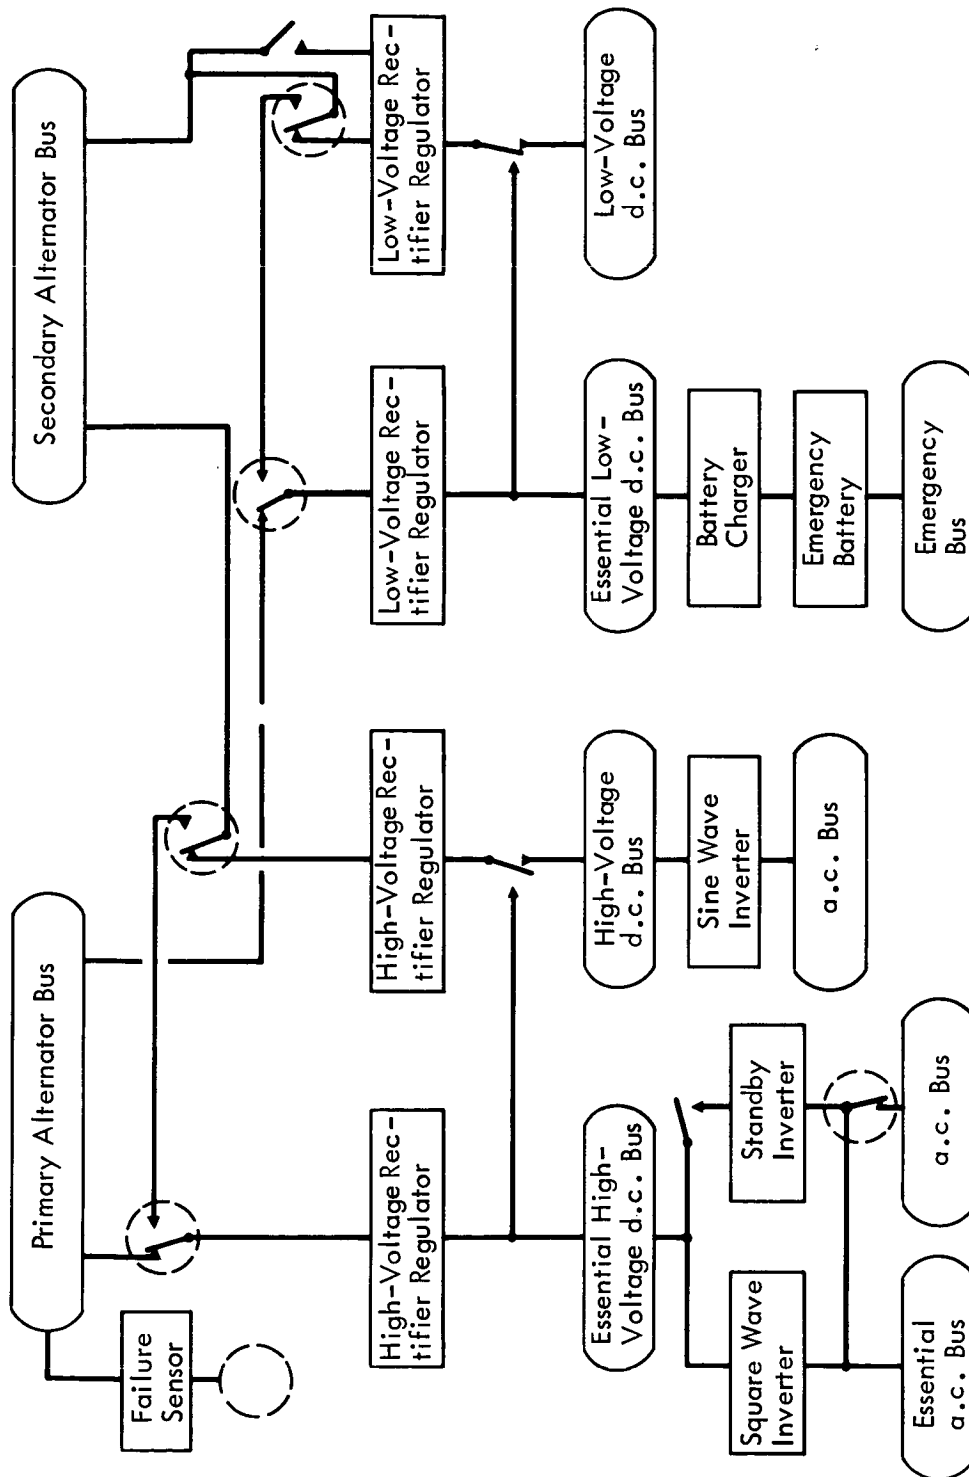 Primary Alternator Bus
Secondary Alternator Bus
Failure
Sensor
High-Voltage Rec-
tifier Regulator
High-Voltage Rec-
tifier Regulator
Low-Voltage Rec-
tifier Regulator
Low-Voltage Rec-
tifier Regulator
Essential High-
Voltage d.c. Bus
High-Voltage
d.c. Bus
Essential Low-
Voltage d.c. Bus
Low-Voltage
d.c. Bus
Square Wave
Inverter
Standby
Inverter
Sine Wave
Inverter
Battery
Charger
Emergency
Battery
Essential
a.c. Bus
a.c. Bus
a.c. Bus
Emergency
Bus